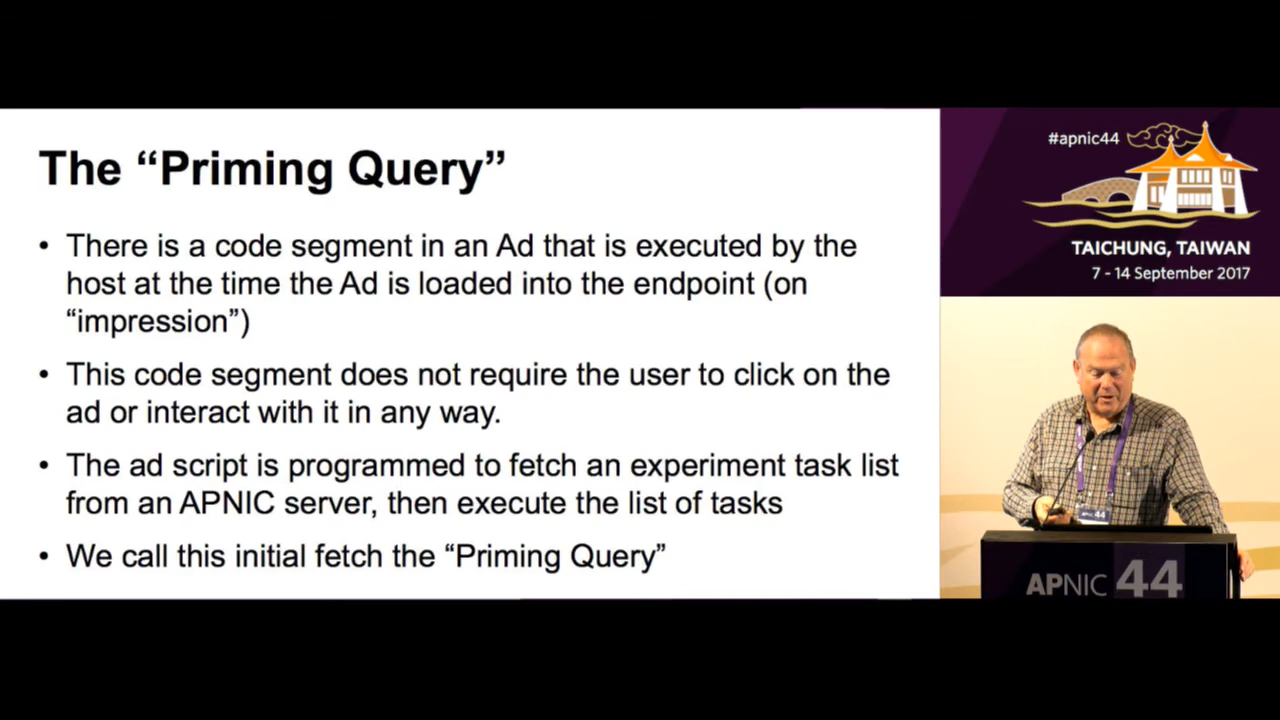 The “Priming Query”
• There is a code segment in an Ad that is executed by the
host at the time the Ad is loaded into the endpoint (on
“impression”)
• This code segment does not require the user to click on the
ad or interact with it in any way.
• The ad script is programmed to fetch an experiment task list
from an APNIC server, then execute the list of tasks
• We call this initial fetch the “Priming Query”
#apnic44
TAICHUNG, TAIWAN
7 - 14 September 2017
APNIC 44
APNIC 44